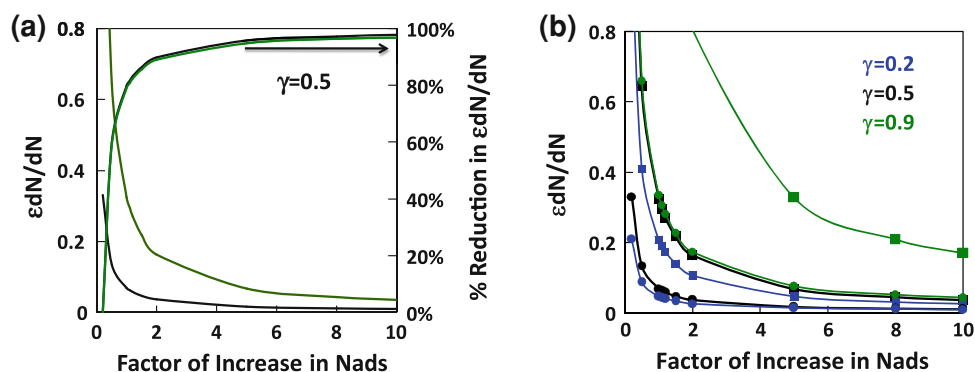 (a)
0.8
0.6
0.4
0.2
0
εdN/dN
γ=0.5
100%
80%
60%
40%
20%
0%
% Reduction in εdN/dN
0 2 4 6 8 10
Factor of Increase in Nads
(b)
0.8
0.6
0.4
0.2
0
εdN/dN
γ=0.2
γ=0.5
γ=0.9
0 2 4 6 8 10
Factor of Increase in Nads